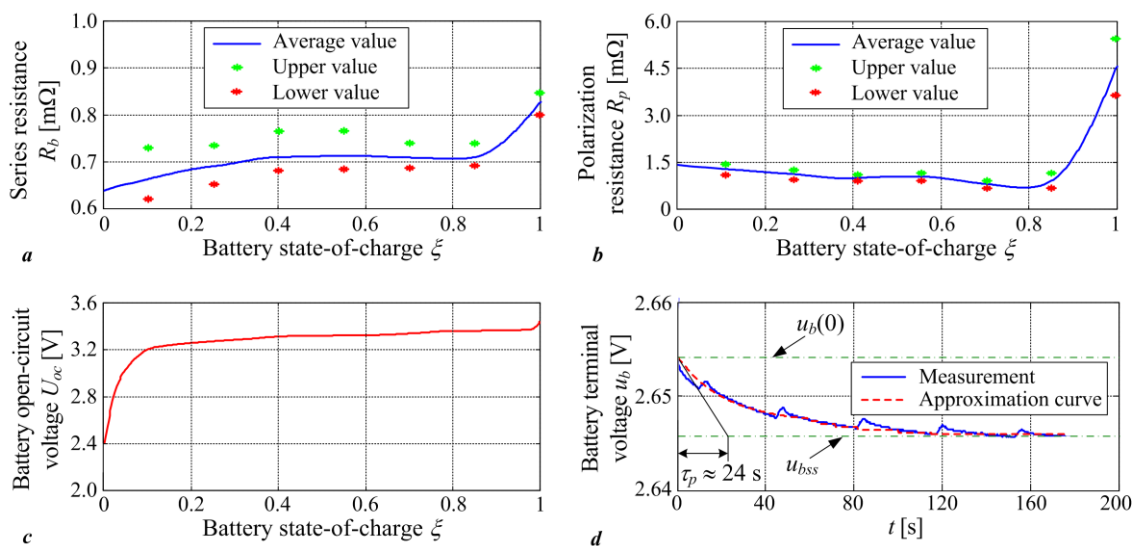 1.0
0.9
0.8
0.7
0.6
Series resistance
R_b [mΩ]
Average value
Upper value
Lower value
0 0.2 0.4 0.6 0.8 1
Battery state-of-charge ξ
a
6.0
4.5
3.0
1.5
0
Polarization
resistance R_p [mΩ]
Average value
Upper value
Lower value
0 0.2 0.4 0.6 0.8 1
Battery state-of-charge ξ
b
3.6
3.2
2.8
2.4
2.0
Battery open-circuit
voltage U_oc [V]
0 0.2 0.4 0.6 0.8 1
Battery state-of-charge ξ
c
2.66
2.65
2.64
Battery terminal
voltage u_b [V]
u_b(0)
Measurement
Approximation curve
u_bss
τ_p ≈ 24 s
0 40 80 120 160 200
t [s]
d